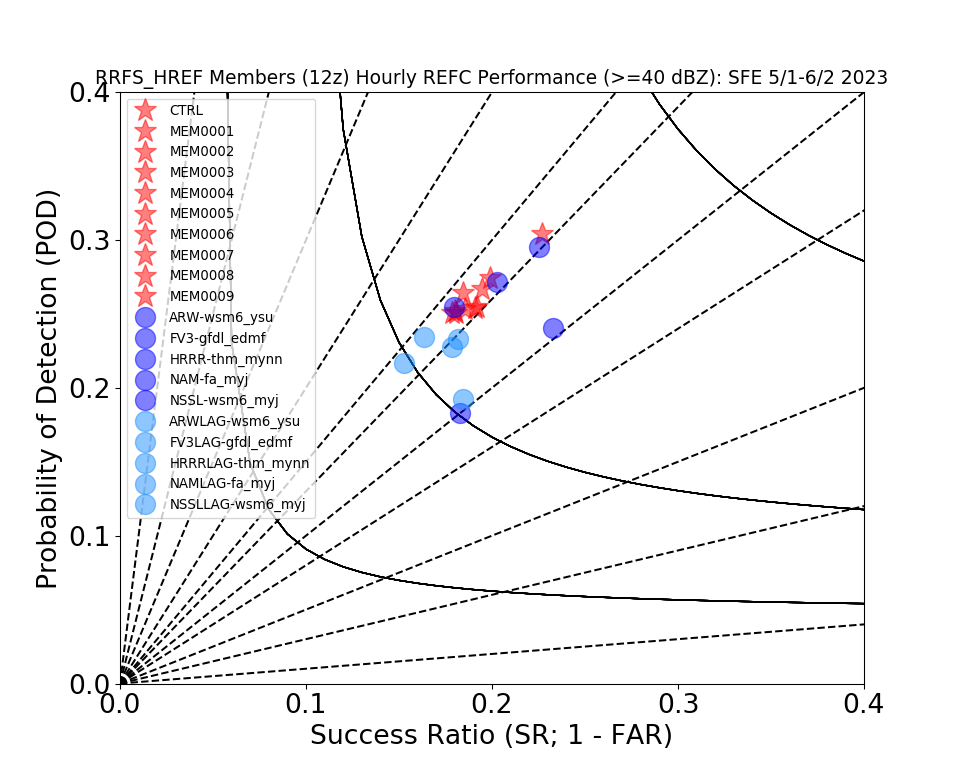 RRFS_HREF Members (12z) Hourly REFC Performance (>=40 dBZ): SFE 5/1-6/2 2023
0.4
CTRL
MEM0001
MEM0002
MEM0003
MEM0004
MEM0005
MEM0006
MEM0007
MEM0008
MEM0009
ARW-wsm6_ysu
FV3-gfdl_edmf
HRRR-thm_mynn
NAM-fa_myj
NSSL-wsm6_myj
ARWLAG-wsm6_ysu
FV3LAG-gfdl_edmf
HRRRLAG-thm_mynn
NAMLAG-fa_myj
NSSLLAG-wsm6_myj
0.3
0.2
0.1
0.0
Probability of Detection (POD)
0.0 0.1 0.2 0.3 0.4
Success Ratio (SR; 1 - FAR)